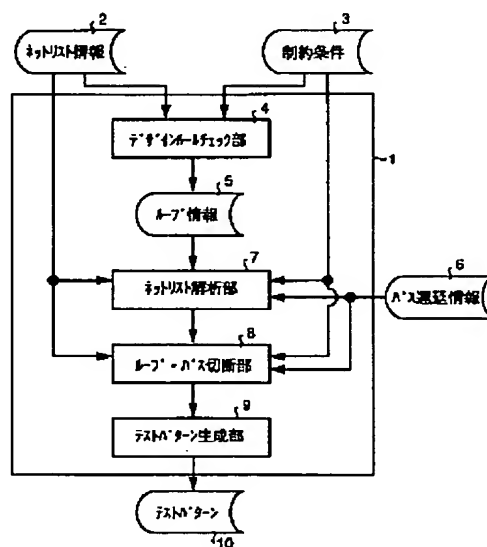 2
ネットリスト情報
3
制約条件
4
デザインルールチェック部
1
5
ループ情報
7
ネットリスト解析部
6
パス遅延情報
8
ループ・パス切断部
9
テストパターン生成部
テストパターン
10